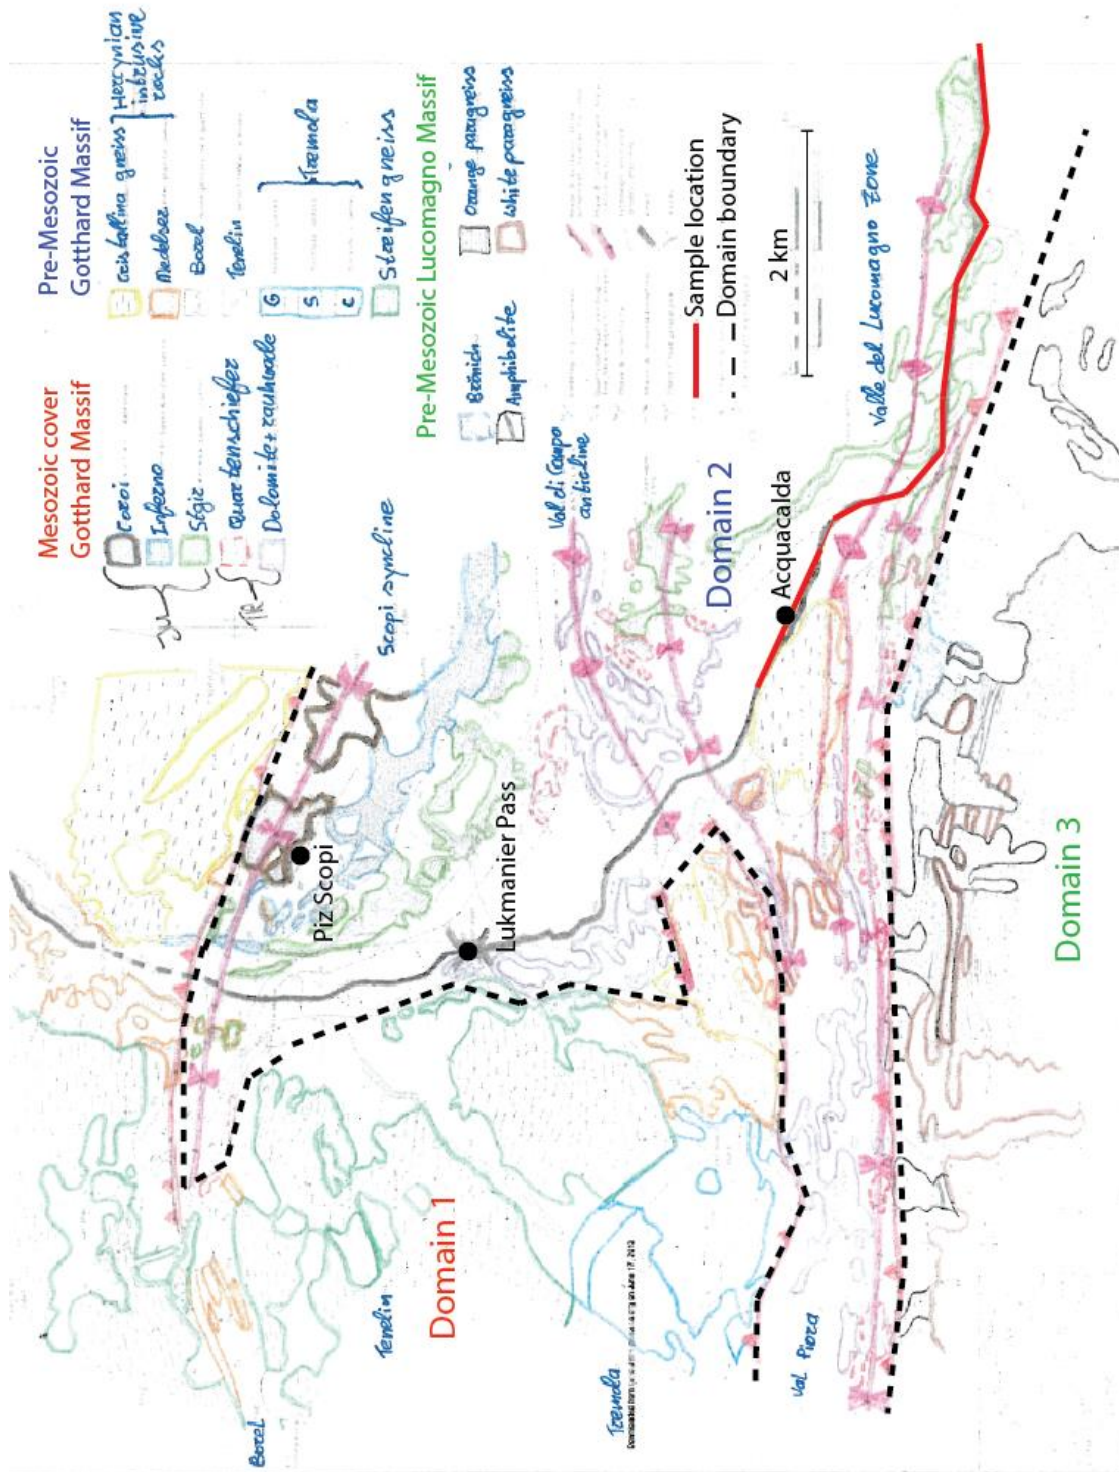 Mesozoic cover
Gotthard Massif
Coroi
Inferno
Stgir
Quartenschiefer
Dolomite + rauhwacke
JU
TR
Pre-Mesozoic
Gotthard Massif
Cristallina gneiss
Medelser
Borel
Tenelin
Hercynian
intrusive
rocks
G
S
C
Tremola
Streifengneiss
Pre-Mesozoic Lucomagno Massif
Brönich
Amphibolite
Orange paragneiss
White paragneiss
Sample location
Domain boundary
2 km
Scopi syncline
Piz Scopi
Lukmanier Pass
Val di Campo
anticline
Domain 2
Acquacalda
Valle del Lucomagno Zone
Domain 1
Tenelin
Borel
Tremola
Val Piora
Domain 3